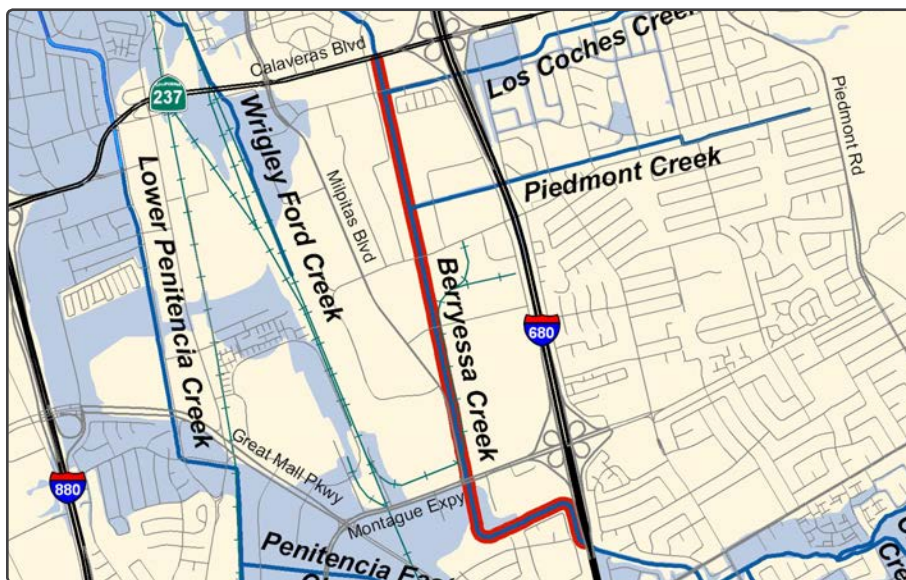 Calaveras Blvd
Los Coches Creek
237
Wrigley Ford Creek
Piedmont Rd
Lower Penitencia Creek
Milpitas Blvd
Piedmont Creek
Berryessa Creek
680
Great Mall Pkwy
880
Montague Expy
Penitencia
Cree